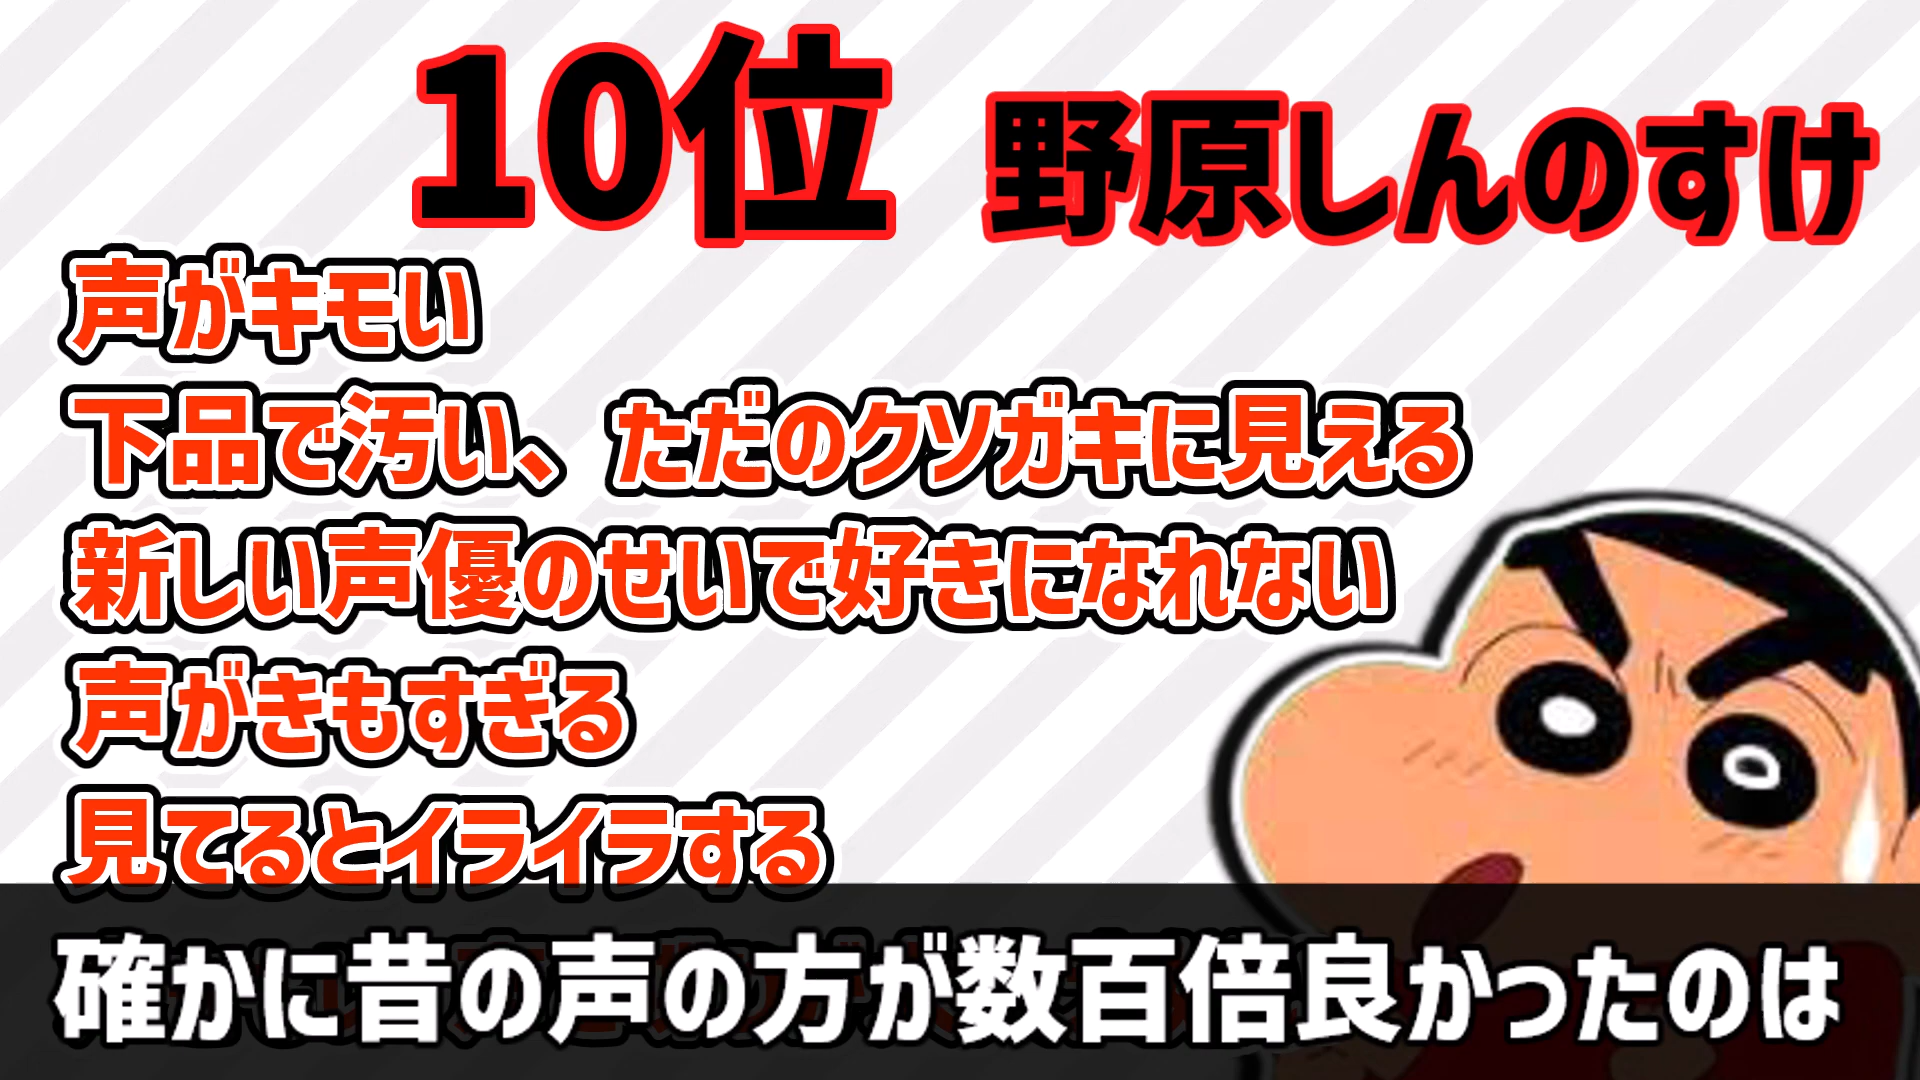 10位 野原しんのすけ
声がキモい
下品で汚い、ただのクソガキに見える
新しい声優のせいで好きになれない
声がきもすぎる
見てるとイライラする
確かに昔の声の方が数百倍良かったのは